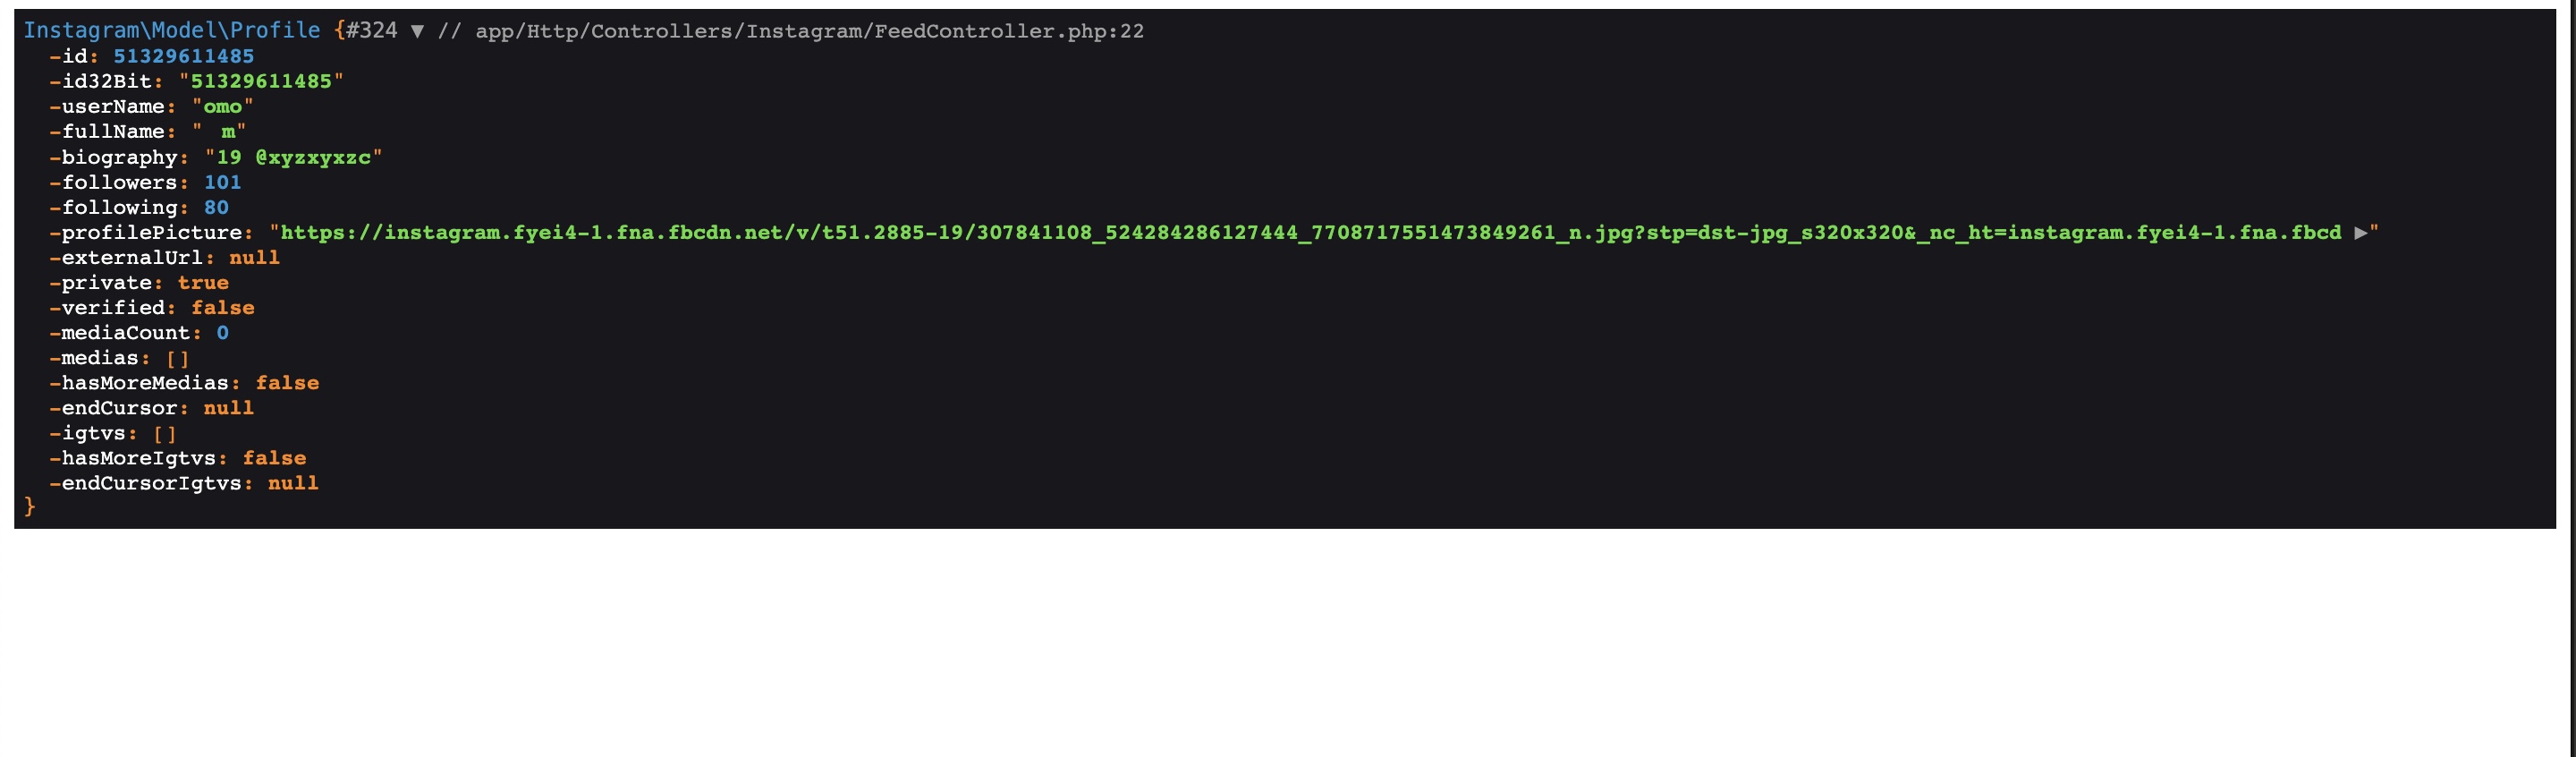 Instagram\Model\Profile {#324 ▼ // app/Http/Controllers/Instagram/FeedController.php:22
-id: 51329611485
-id32Bit: "51329611485"
-userName: "omo"
-fullName: "  m"
-biography: "19 @xyzxyxzc"
-followers: 101
-following: 80
-profilePicture: "https://instagram.fyei4-1.fna.fbcdn.net/v/t51.2885-19/307841108_524284286127444_7708717551473849261_n.jpg?stp=dst-jpg_s320x320&_nc_ht=instagram.fyei4-1.fna.fbcd ▶"
-externalUrl: null
-private: true
-verified: false
-mediaCount: 0
-medias: []
-hasMoreMedias: false
-endCursor: null
-igtvs: []
-hasMoreIgtvs: false
-endCursorIgtvs: null
}